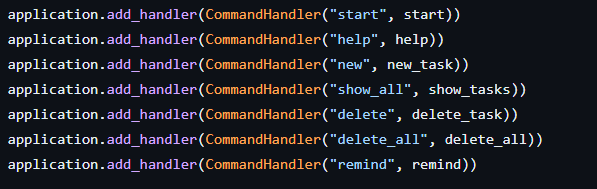 application.add_handler(CommandHandler("start", start))
application.add_handler(CommandHandler("help", help))
application.add_handler(CommandHandler("new", new_task))
application.add_handler(CommandHandler("show_all", show_tasks))
application.add_handler(CommandHandler("delete", delete_task))
application.add_handler(CommandHandler("delete_all", delete_all))
application.add_handler(CommandHandler("remind", remind))